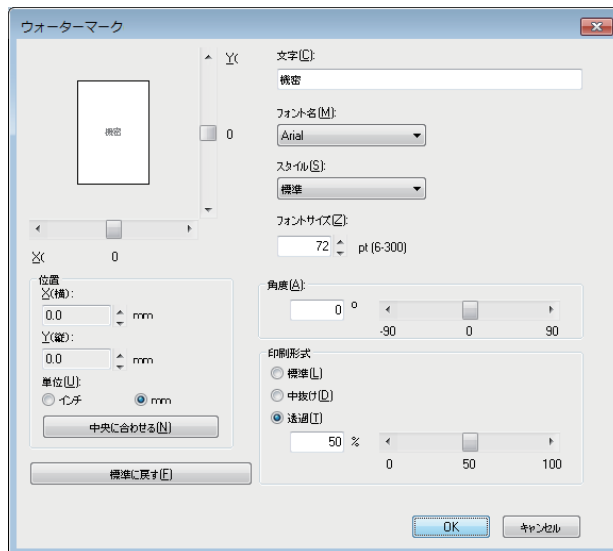 ウォーターマーク
Y(
機密
0
X( 0
位置
X(横):
0.0 mm
Y(縦):
0.0 mm
単位(U):
インチ mm
中央に合わせる(N)
標準に戻す(F)
文字(C):
機密
フォント名(M):
Arial
スタイル(S):
標準
フォントサイズ(Z):
72 pt (6-300)
角度(A):
0 °
-90 0 90
印刷形式
標準(L)
中抜け(D)
透過(T)
50 %
0 50 100
OK キャンセル